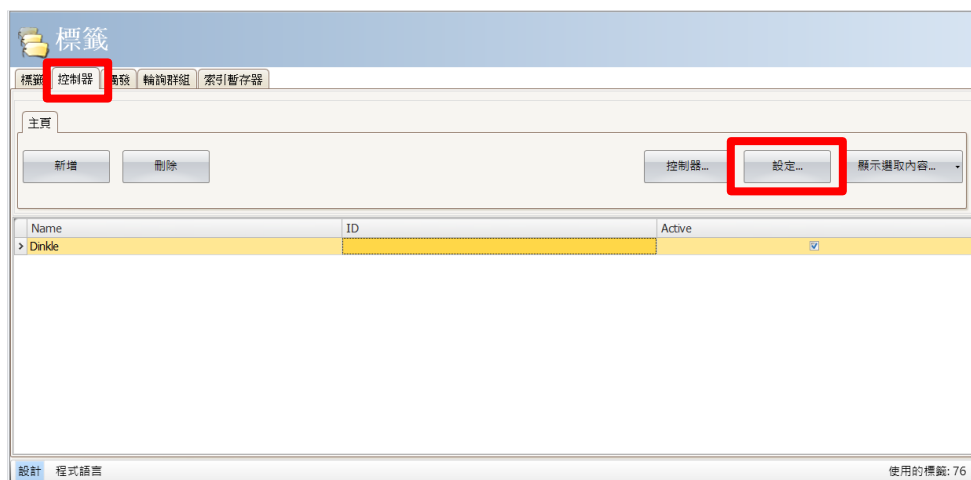 標籤
標籤 控制器 觸發 輪詢群組 索引暫存器
主頁
新增 刪除 控制器... 設定... 顯示選取內容...
Name ID Active
Dinkle
設計 程式語言 使用的標籤: 76